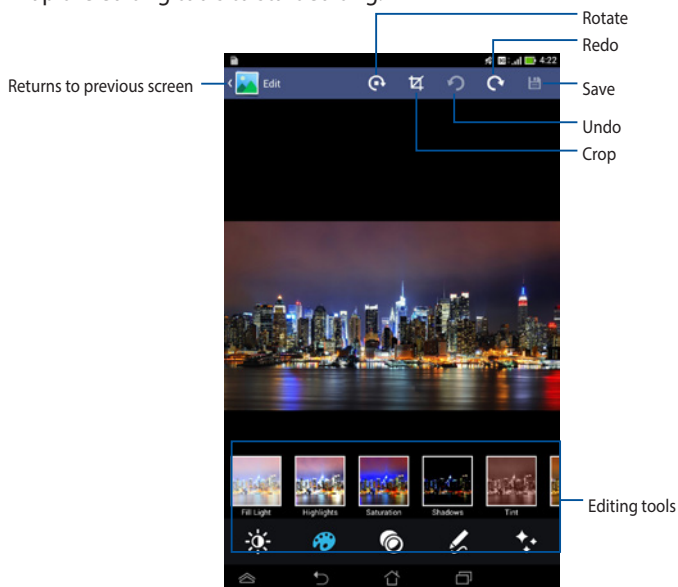 Rotate
Redo
4:22
Returns to previous screen
Edit
Save
Undo
Crop
Fill Light
Highlights
Saturation
Shadows
Tint
Editing tools